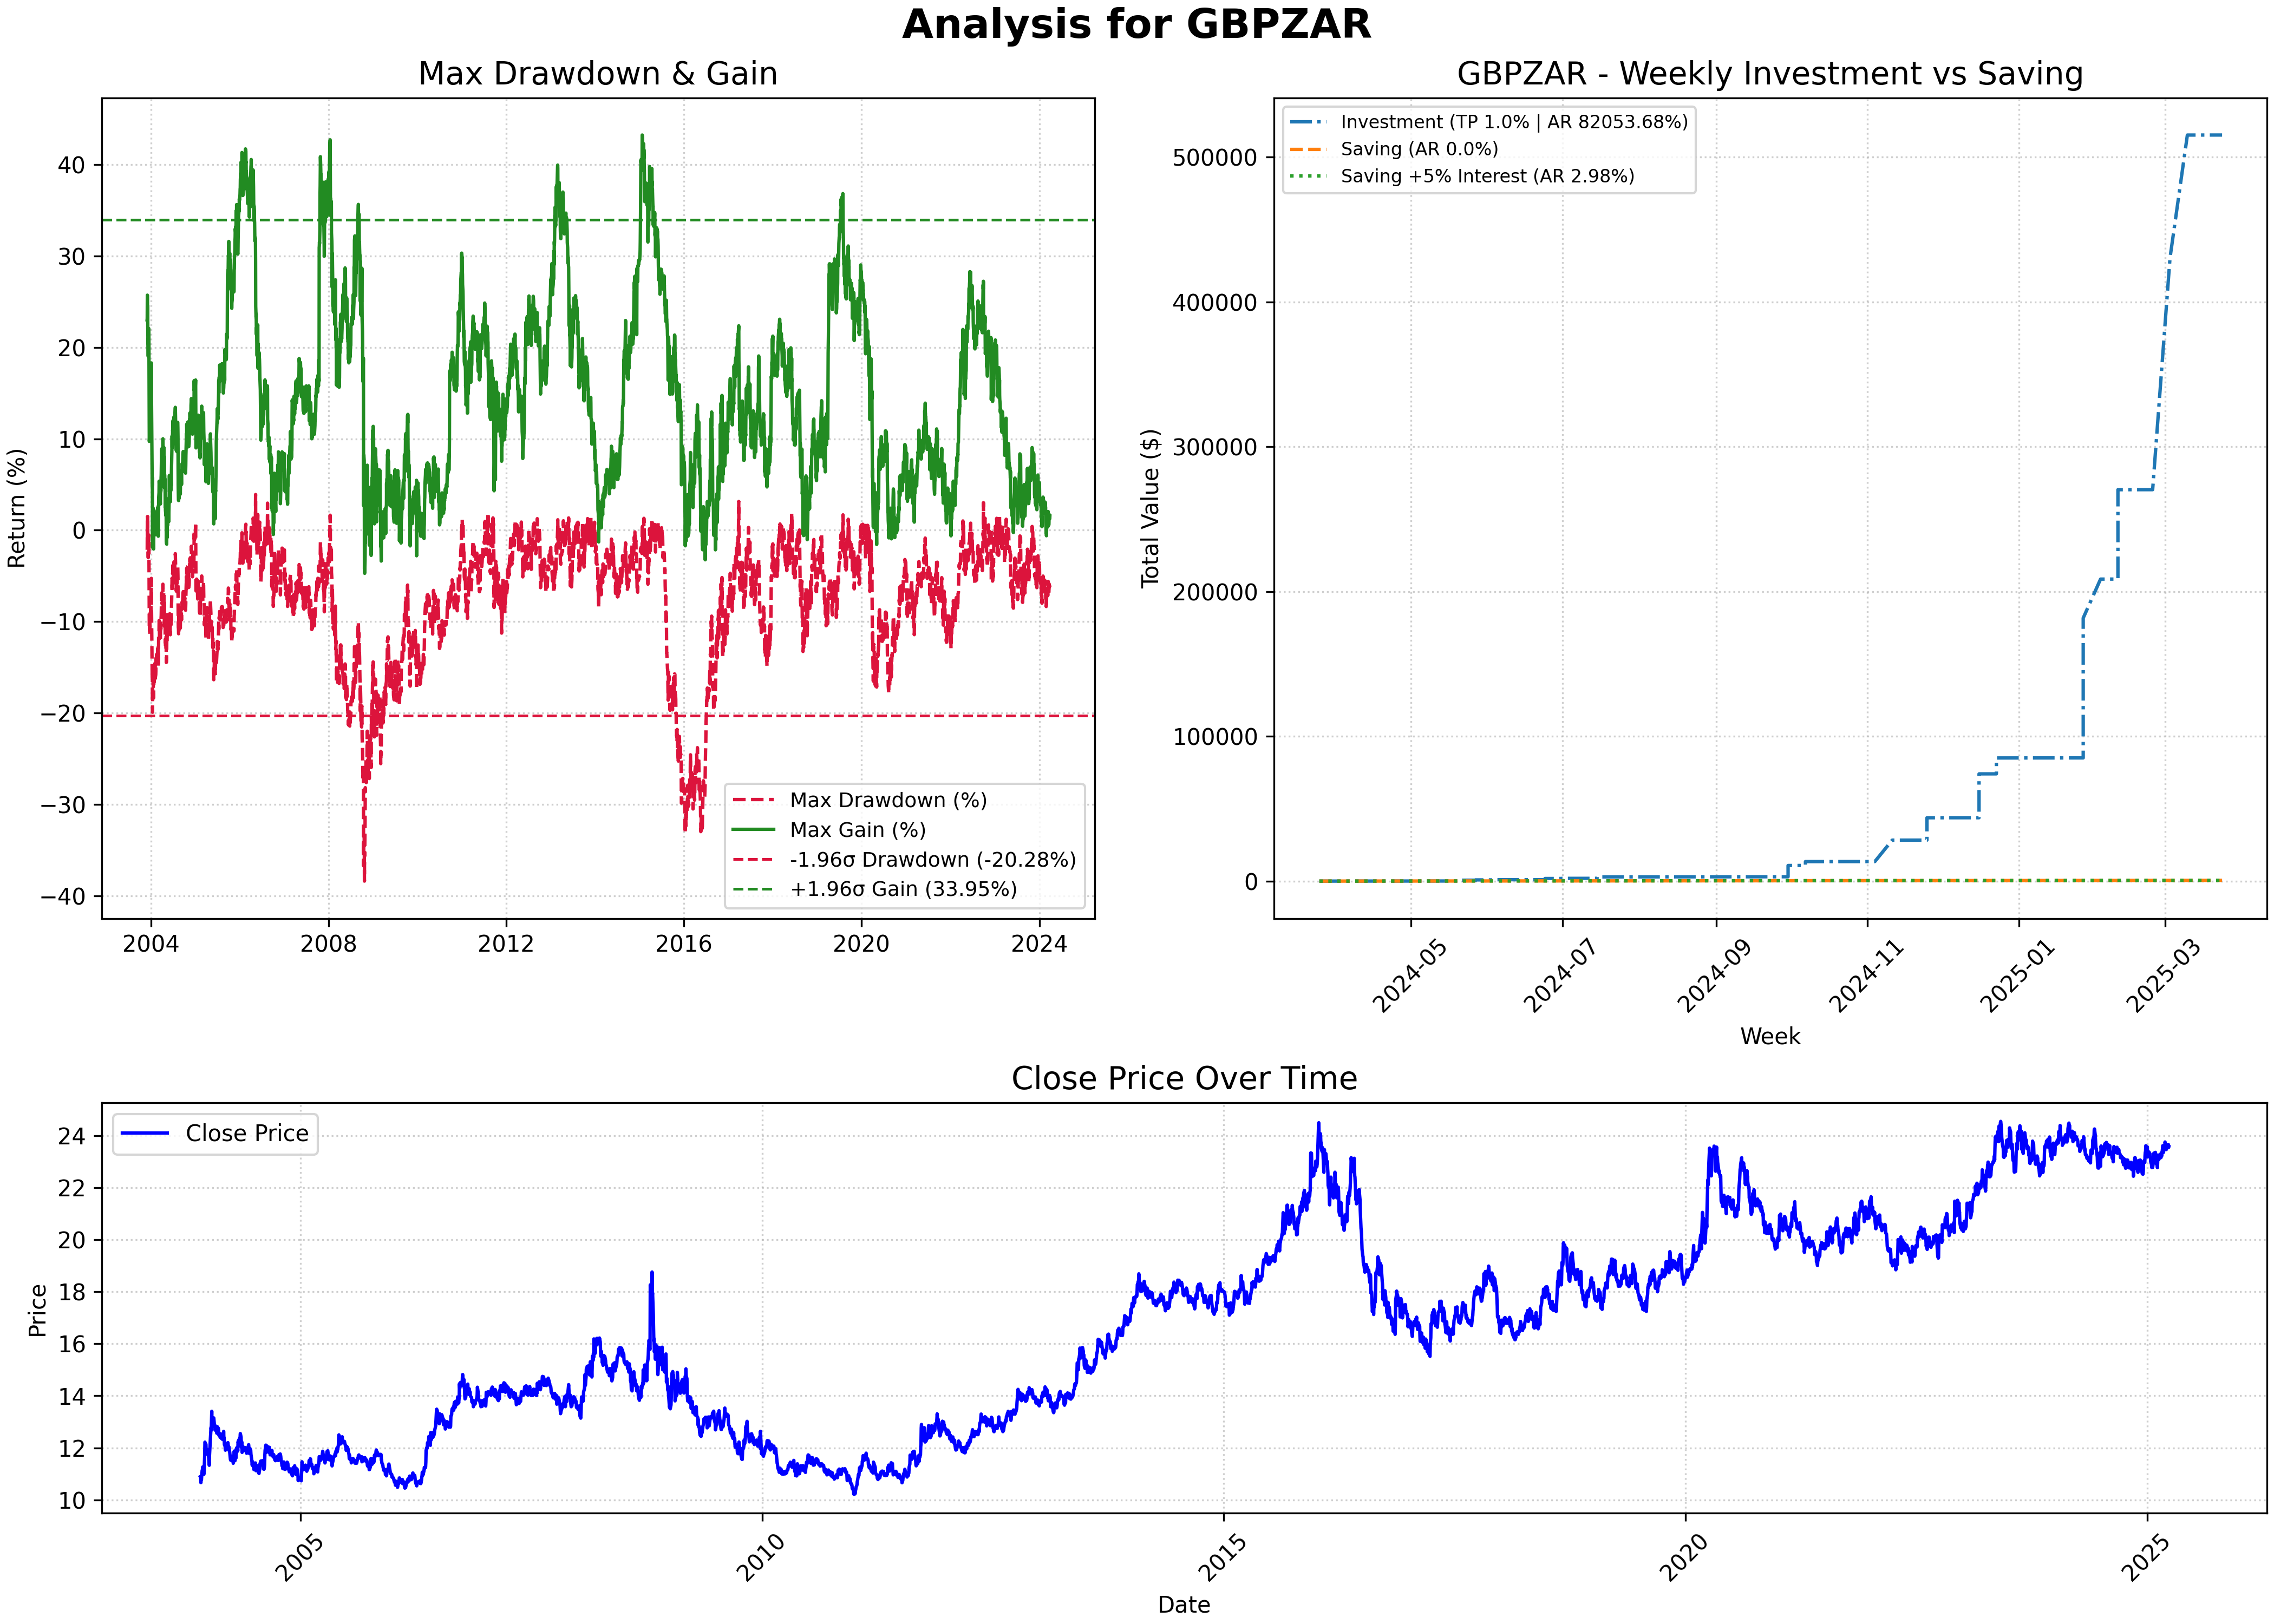 Analysis for GBPZAR
Max Drawdown & Gain
Return (%)
40
30
20
10
0
−10
−20
−30
−40
2004
2008
2012
2016
2020
2024
Max Drawdown (%)
Max Gain (%)
-1.96σ Drawdown (-20.28%)
+1.96σ Gain (33.95%)
GBPZAR - Weekly Investment vs Saving
Total Value ($)
500000
400000
300000
200000
100000
0
Investment (TP 1.0% | AR 82053.68%)
Saving (AR 0.0%)
Saving +5% Interest (AR 2.98%)
2024-05
2024-07
2024-09
2024-11
2025-01
2025-03
Week
Close Price Over Time
Price
24
22
20
18
16
14
12
10
Close Price
2005
2010
2015
2020
2025
Date